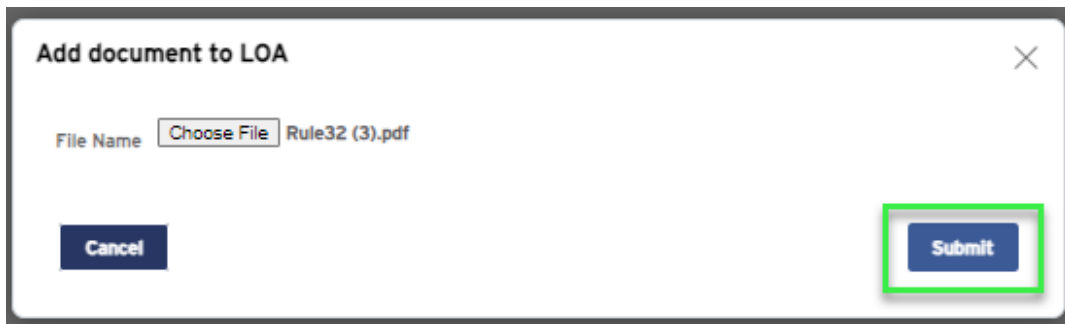 Add document to LOA
File Name Choose File Rule32 (3).pdf
Cancel Submit